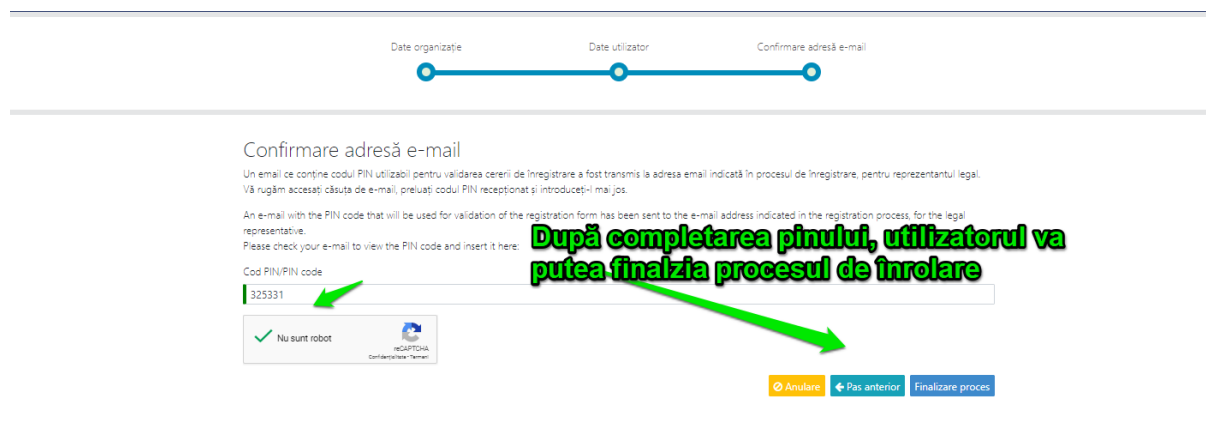 Date organizație
Date utilizator
Confirmare adresă e-mail
Confirmare adresă e-mail
Un email ce conține codul PIN utilizabil pentru validarea cererii de înregistrare a fost transmis la adresa email indicată în procesul de înregistrare, pentru reprezentantul legal.
Vă rugăm accesați căsuța de e-mail, preluați codul PIN recepționat și introduceți-l mai jos.
An e-mail with the PIN code that will be used for validation of the registration form has been sent to the e-mail address indicated in the registration process, for the legal
representative.
Please check your e-mail to view the PIN code and insert it here:
După completarea pinului, utilizatorul va
putea finalzia procesul de înrolare
Cod PIN/PIN code
325331
Nu sunt robot
reCAPTCHA
Confidențialitate - Termeni
Anulare
Pas anterior
Finalizare proces